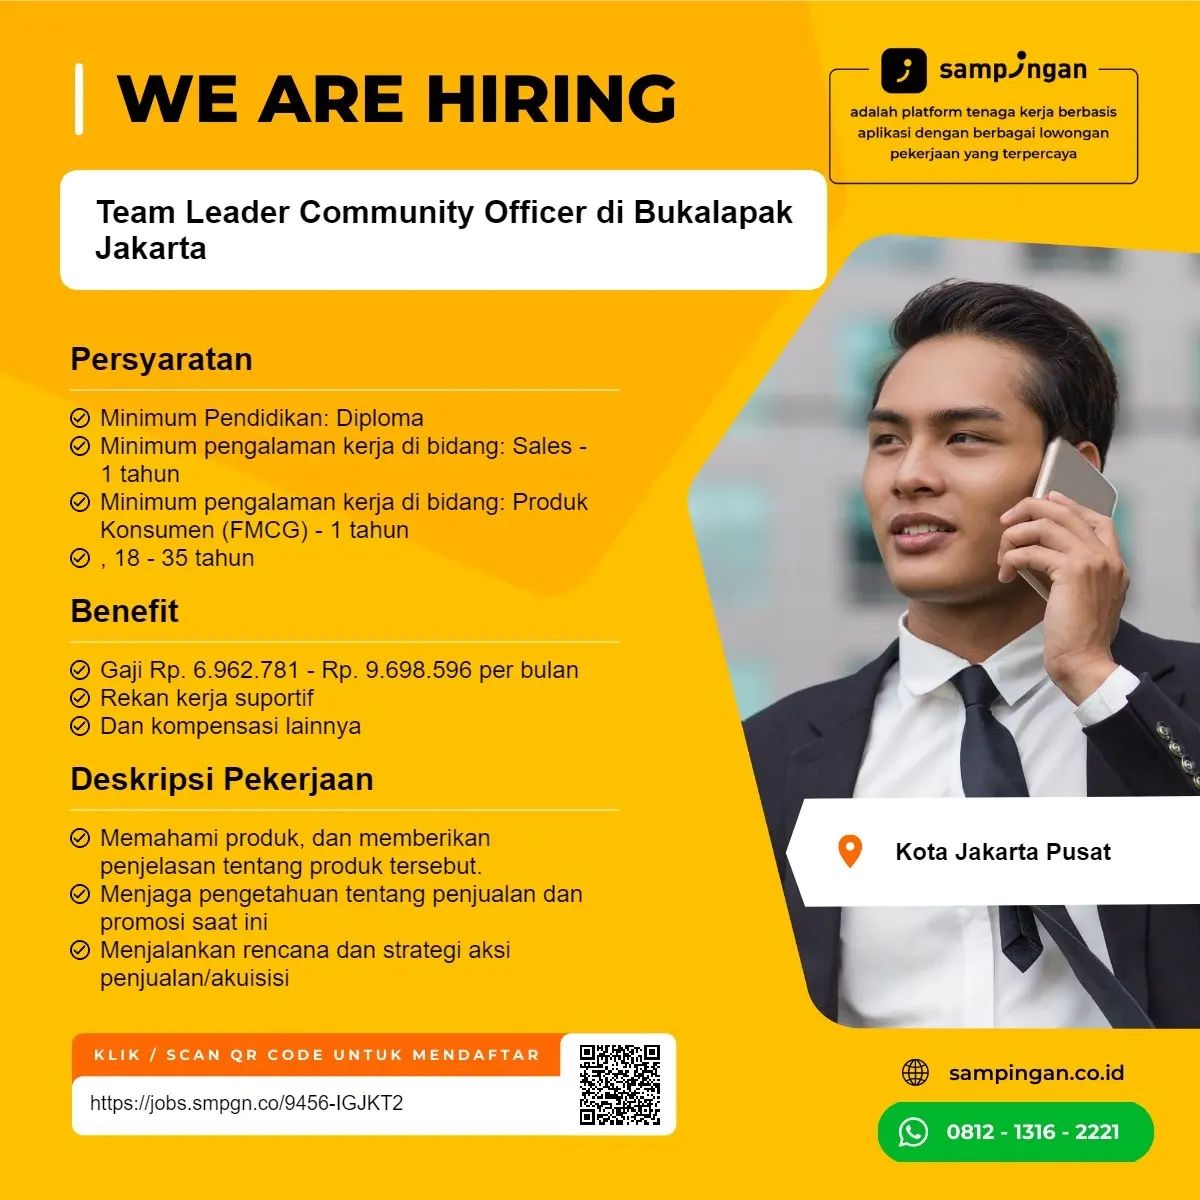 WE ARE HIRING
sampingan
adalah platform tenaga kerja berbasis
aplikasi dengan berbagai lowongan
pekerjaan yang terpercaya
Team Leader Community Officer di Bukalapak
Jakarta
Persyaratan
Minimum Pendidikan: Diploma
Minimum pengalaman kerja di bidang: Sales -
1 tahun
Minimum pengalaman kerja di bidang: Produk
Konsumen (FMCG) - 1 tahun
, 18 - 35 tahun
Benefit
Gaji Rp. 6.962.781 - Rp. 9.698.596 per bulan
Rekan kerja suportif
Dan kompensasi lainnya
Deskripsi Pekerjaan
Memahami produk, dan memberikan
penjelasan tentang produk tersebut.
Menjaga pengetahuan tentang penjualan dan
promosi saat ini
Menjalankan rencana dan strategi aksi
penjualan/akuisisi
Kota Jakarta Pusat
KLIK / SCAN QR CODE UNTUK MENDAFTAR
https://jobs.smpgn.co/9456-IGJKT2
sampingan.co.id
0812 - 1316 - 2221